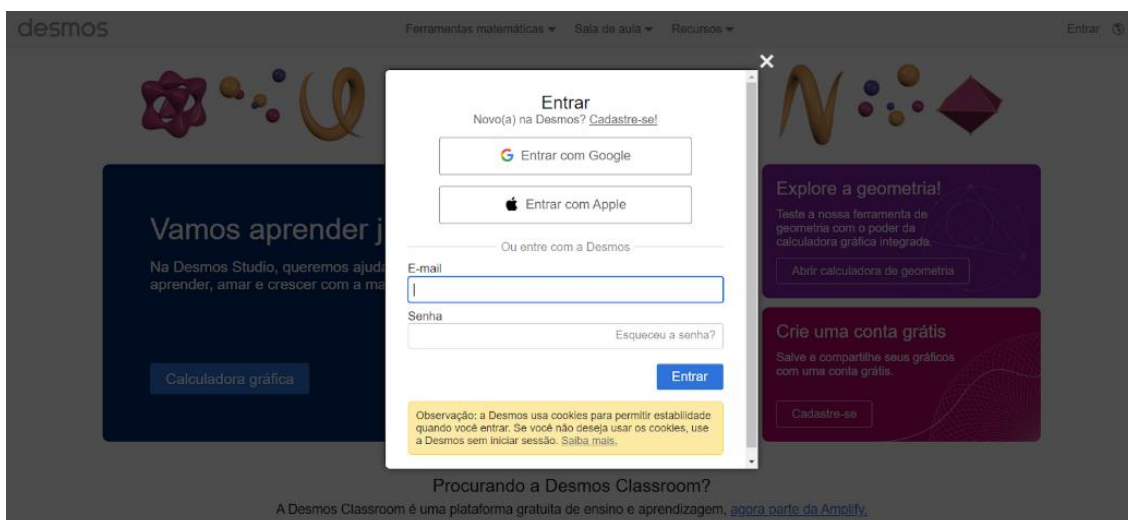 desmos
Ferramentas matemáticas Sala de aula Recursos
Entrar
Entrar
Novo(a) na Desmos? Cadastre-se!
Entrar com Google
Entrar com Apple
Ou entre com a Desmos
E-mail
Senha
Esqueceu a senha?
Entrar
Observação: a Desmos usa cookies para permitir estabilidade
quando você entrar. Se você não deseja usar os cookies, use
a Desmos sem iniciar sessão. Saiba mais.
Vamos aprender j
Na Desmos Studio, queremos ajuda
aprender, amar e crescer com a ma
Calculadora gráfica
Explore a geometria!
Teste a nossa ferramenta de
geometria com o poder da
calculadora gráfica integrada.
Abrir calculadora de geometria
Crie uma conta grátis
Salve e compartilhe seus gráficos
com uma conta grátis.
Cadastre-se
Procurando a Desmos Classroom?
A Desmos Classroom é uma plataforma gratuita de ensino e aprendizagem, agora parte da Amplify.